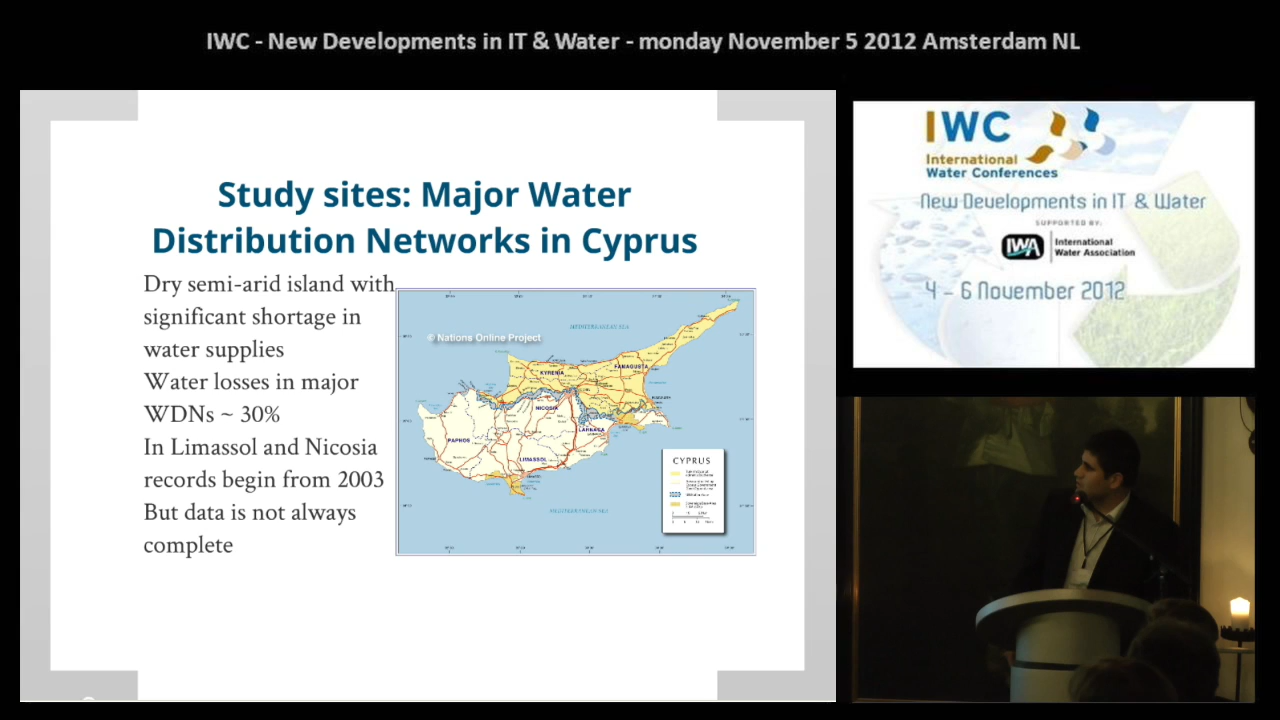 IWC - New Developments in IT & Water - monday November 5 2012 Amsterdam NL
Study sites: Major Water
Distribution Networks in Cyprus
Dry semi-arid island with
significant shortage in
water supplies
Water losses in major
WDNs ~ 30%
In Limassol and Nicosia
records begin from 2003
But data is not always
complete
© Nations Online Project
MEDITERRANEAN SEA
KYRENIA
FAMAGUSTA
NICOSIA
LARNACA
PAPHOS
LIMASSOL
MEDITERRANEAN SEA
CYPRUS
IWC
International
Water Conferences
New Developments in IT & Water
SUPPORTED BY:
IWA
International
Water Association
4 - 6 November 2012